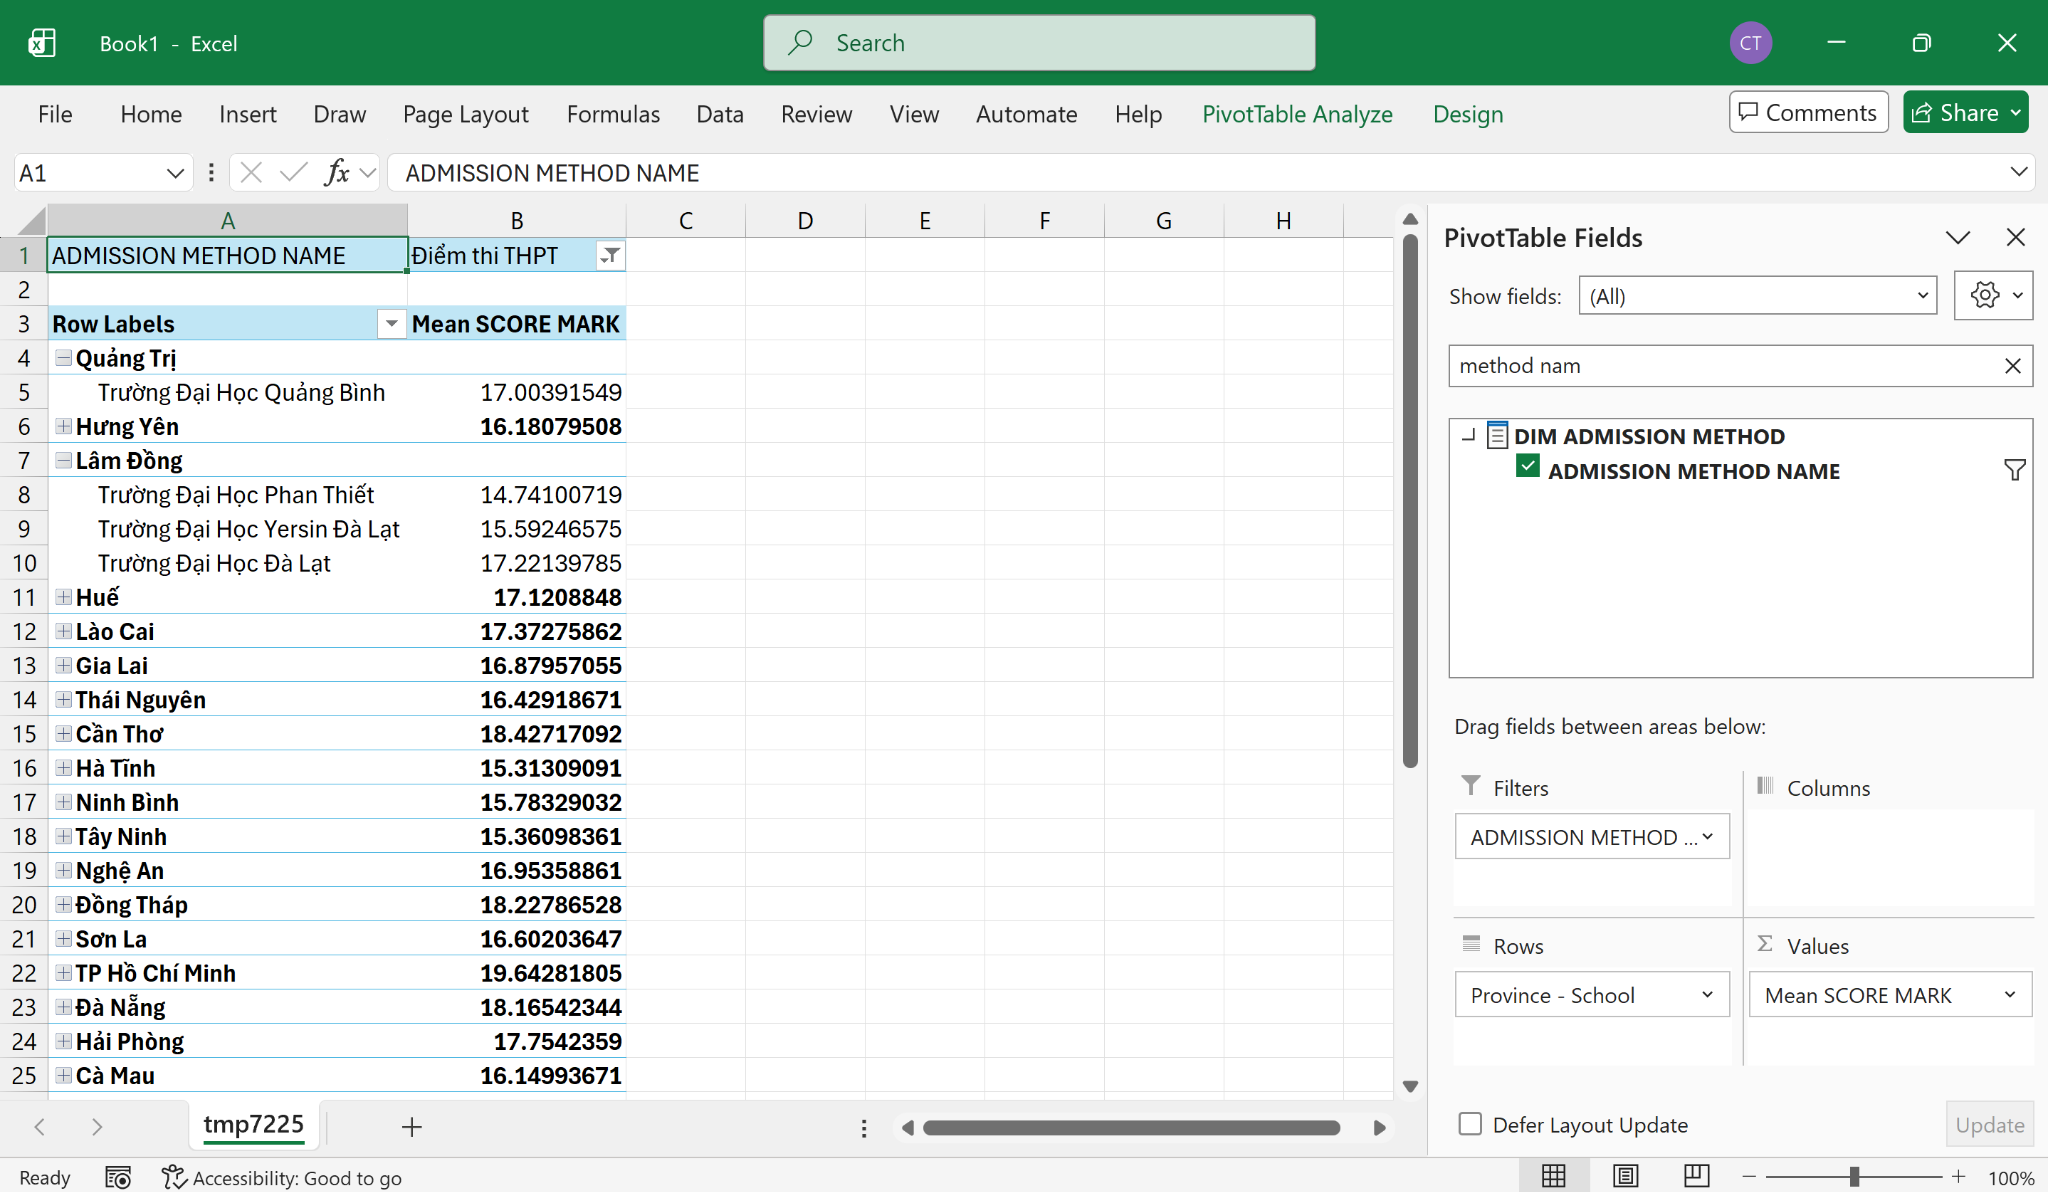 Book1 - Excel
Search
CT
File Home Insert Draw Page Layout Formulas Data Review View Automate Help PivotTable Analyze Design Comments Share
A1 fx ADMISSION METHOD NAME
A B C D E F G H
1 ADMISSION METHOD NAME Điểm thi THPT
2
3 Row Labels Mean SCORE MARK
4 Quảng Trị
5 Trường Đại Học Quảng Bình 17.00391549
6 Hưng Yên 16.18079508
7 Lâm Đồng
8 Trường Đại Học Phan Thiết 14.74100719
9 Trường Đại Học Yersin Đà Lạt 15.59246575
10 Trường Đại Học Đà Lạt 17.22139785
11 Huế 17.1208848
12 Lào Cai 17.37275862
13 Gia Lai 16.87957055
14 Thái Nguyên 16.42918671
15 Cần Thơ 18.42717092
16 Hà Tĩnh 15.31309091
17 Ninh Bình 15.78329032
18 Tây Ninh 15.36098361
19 Nghệ An 16.95358861
20 Đồng Tháp 18.22786528
21 Sơn La 16.60203647
22 TP Hồ Chí Minh 19.64281805
23 Đà Nẵng 18.16542344
24 Hải Phòng 17.7542359
25 Cà Mau 16.14993671
tmp7225
Ready Accessibility: Good to go
PivotTable Fields
Show fields: (All)
method nam
DIM ADMISSION METHOD
ADMISSION METHOD NAME
Drag fields between areas below:
Filters Columns
ADMISSION METHOD ...
Rows Σ Values
Province - School Mean SCORE MARK
Defer Layout Update Update
100%